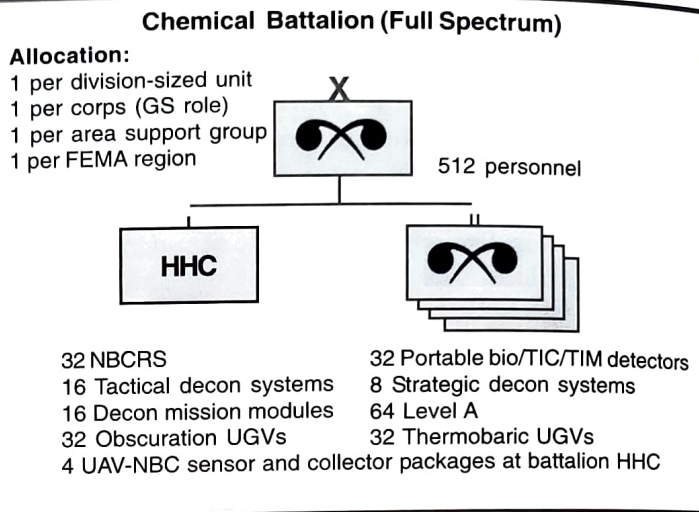 Chemical Battalion (Full Spectrum)
Allocation:
1 per division-sized unit
1 per corps (GS role)
1 per area support group
1 per FEMA region
X
512 personnel
HHC
32 NBCRS
16 Tactical decon systems
16 Decon mission modules
32 Obscuration UGVs
32 Portable bio/TIC/TIM detectors
8 Strategic decon systems
64 Level A
32 Thermobaric UGVs
4 UAV-NBC sensor and collector packages at battalion HHC